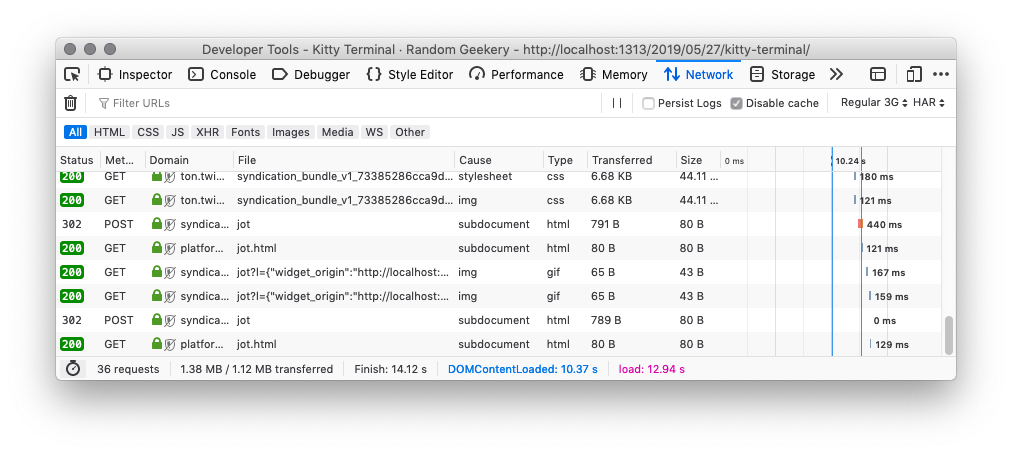 Developer Tools - Kitty Terminal · Random Geekery - http://localhost:1313/2019/05/27/kitty-terminal/
Inspector Console Debugger {} Style Editor Performance Memory Network Storage
Filter URLs Persist Logs Disable cache Regular 3G HAR
All HTML CSS JS XHR Fonts Images Media WS Other
Status Met... Domain File Cause Type Transferred Size 0 ms 10.24 s
200 GET ton.twi... syndication_bundle_v1_73385286cca9d... stylesheet css 6.68 KB 44.11 ... 180 ms
200 GET ton.twi... syndication_bundle_v1_73385286cca9d... img css 6.68 KB 44.11 ... 121 ms
302 POST syndica... jot subdocument html 791 B 80 B 440 ms
200 GET platfor... jot.html subdocument html 80 B 80 B 121 ms
200 GET syndica... jot?l={"widget_origin":"http://localhost:... img gif 65 B 43 B 167 ms
200 GET syndica... jot?l={"widget_origin":"http://localhost:... img gif 65 B 43 B 159 ms
302 POST syndica... jot subdocument html 789 B 80 B 0 ms
200 GET platfor... jot.html subdocument html 80 B 80 B 129 ms
36 requests 1.38 MB / 1.12 MB transferred Finish: 14.12 s DOMContentLoaded: 10.37 s load: 12.94 s